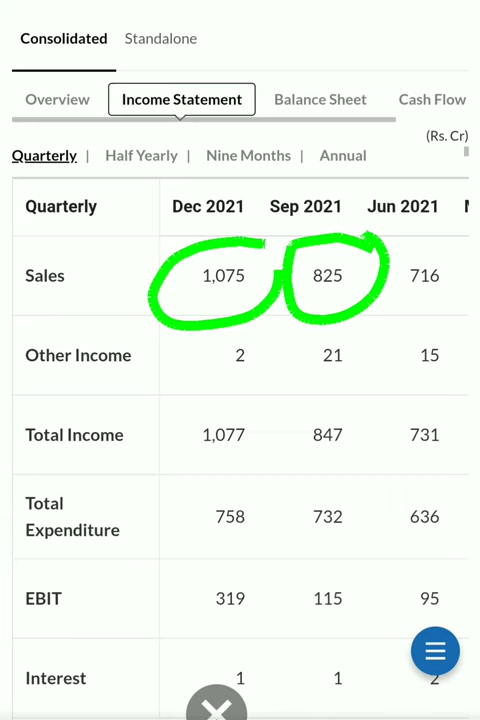 Consolidated Standalone
Overview Income Statement Balance Sheet Cash Flow
(Rs. Cr)
Quarterly | Half Yearly | Nine Months | Annual
Quarterly Dec 2021 Sep 2021 Jun 2021
Sales 1,075 825 716
Other Income 2 21 15
Total Income 1,077 847 731
Total
Expenditure 758 732 636
EBIT 319 115 95
Interest 1 1 2